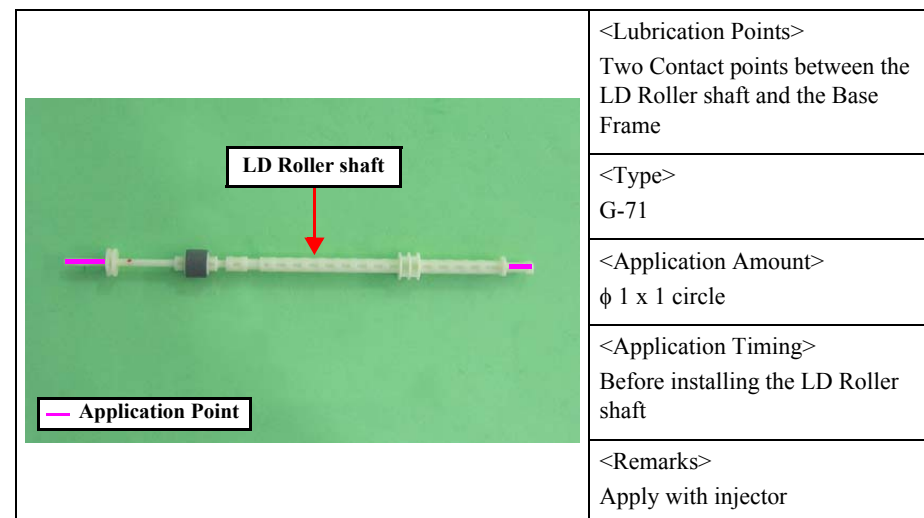 LD Roller shaft
Application Point
<Lubrication Points>
Two Contact points between the
LD Roller shaft and the Base
Frame
<Type>
G-71
<Application Amount>
ϕ 1 x 1 circle
<Application Timing>
Before installing the LD Roller
shaft
<Remarks>
Apply with injector